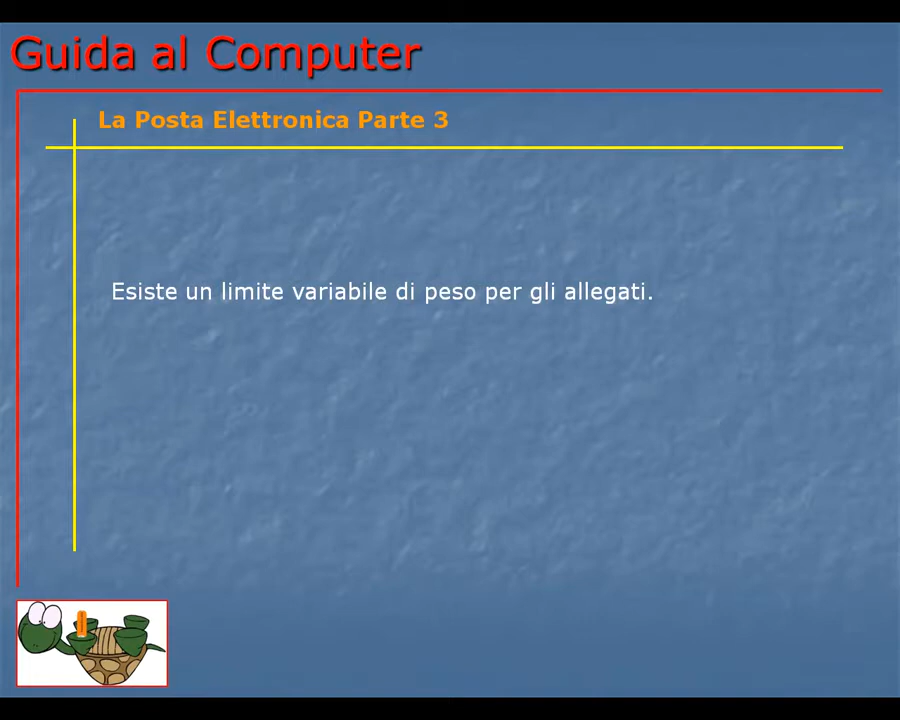 Guida al Computer
La Posta Elettronica Parte 3
Esiste un limite variabile di peso per gli allegati.